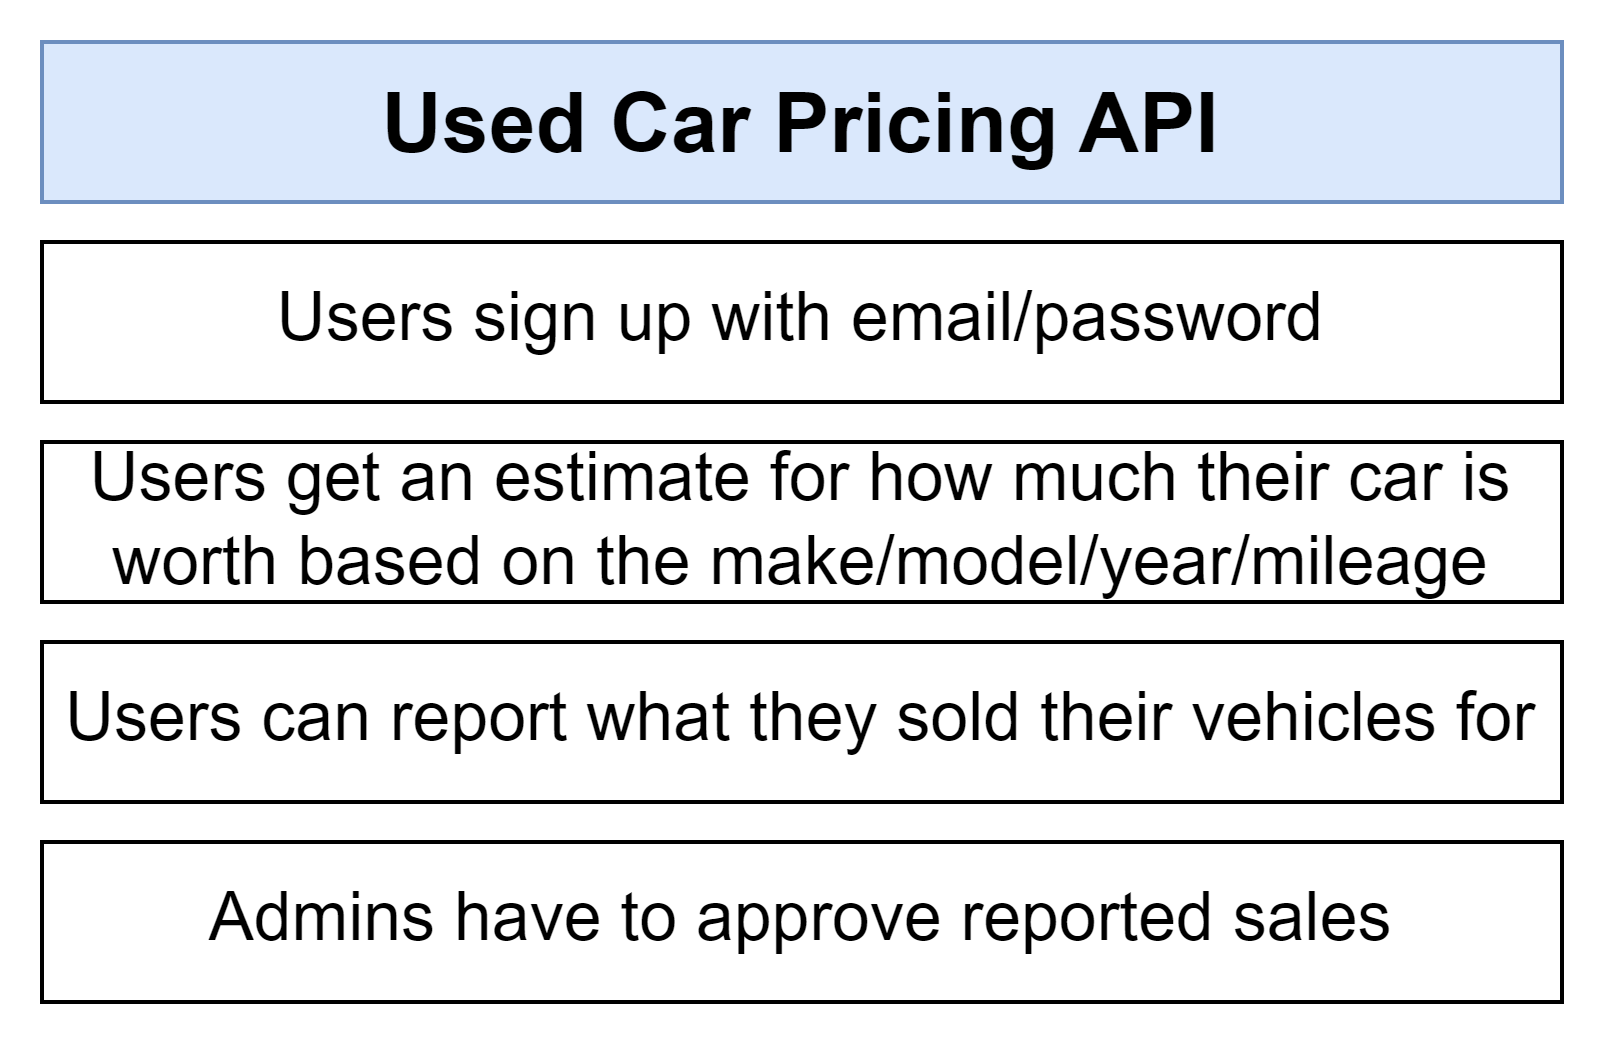 Used Car Pricing API
Users sign up with email/password
Users get an estimate for how much their car is
worth based on the make/model/year/mileage
Users can report what they sold their vehicles for
Admins have to approve reported sales